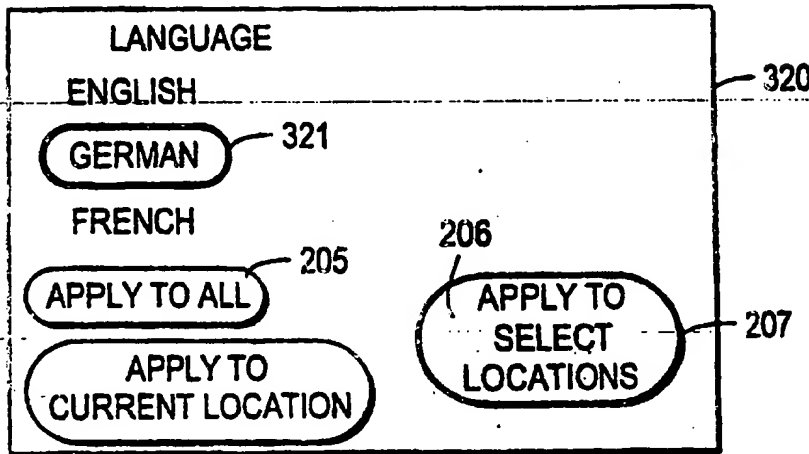 LANGUAGE
ENGLISH
320
GERMAN
321
FRENCH
206
205
APPLY TO ALL
APPLY TO
SELECT
LOCATIONS
207
APPLY TO
CURRENT LOCATION